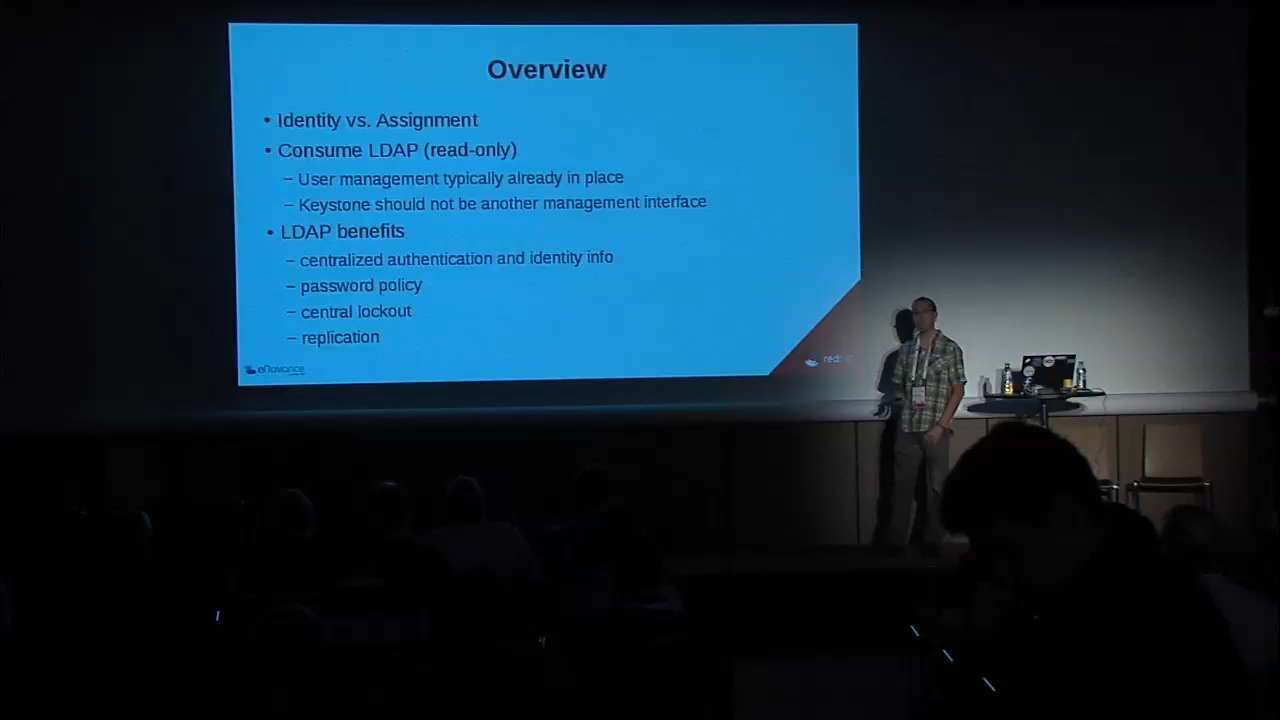 Overview
• Identity vs. Assignment
• Consume LDAP (read-only)
– User management typically already in place
– Keystone should not be another management interface
• LDAP benefits
– centralized authentication and identity info
– password policy
– central lockout
– replication
eNovance